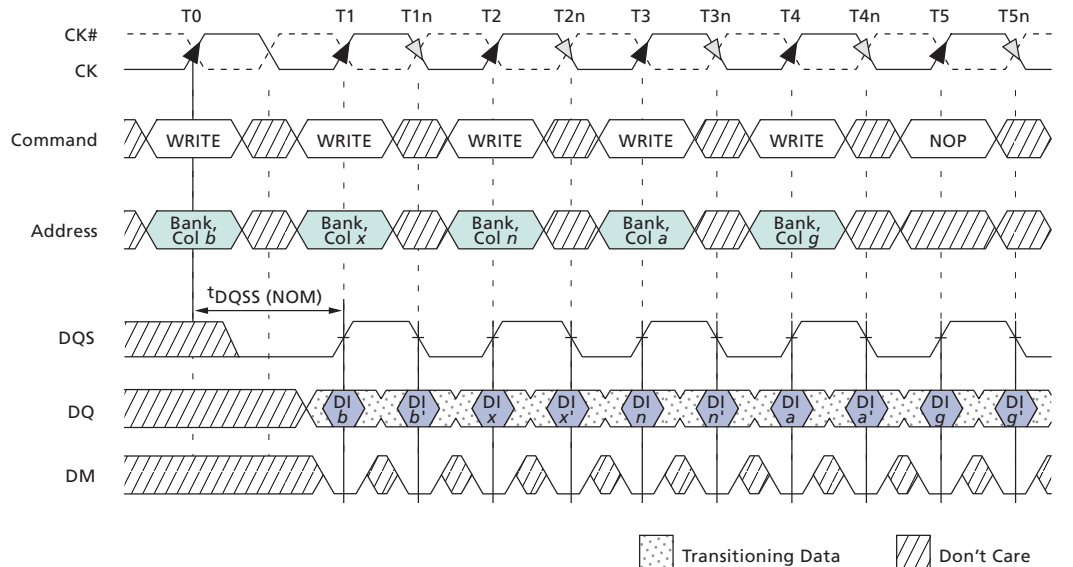 T0 T1 T1n T2 T2n T3 T3n T4 T4n T5 T5n
CK#
CK
Command WRITE WRITE WRITE WRITE WRITE NOP
Address Bank, Col b Bank, Col x Bank, Col n Bank, Col a Bank, Col g
tDQSS (NOM)
DQS
DQ DI b DI b' DI x DI x' DI n DI n' DI a DI a' DI g DI g'
DM
Transitioning Data Don't Care